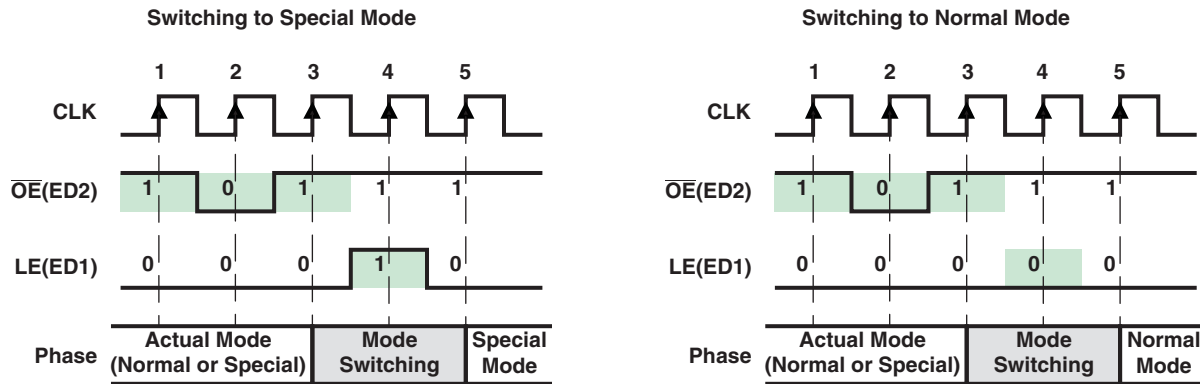 Switching to Special Mode
1 2 3 4 5
CLK
OE(ED2) 1 0 1 1 1
LE(ED1) 0 0 0 1 0
Phase
Actual Mode
(Normal or Special)
Mode
Switching
Special
Mode
Switching to Normal Mode
1 2 3 4 5
CLK
OE(ED2) 1 0 1 1 1
LE(ED1) 0 0 0 0 0
Phase
Actual Mode
(Normal or Special)
Mode
Switching
Normal
Mode